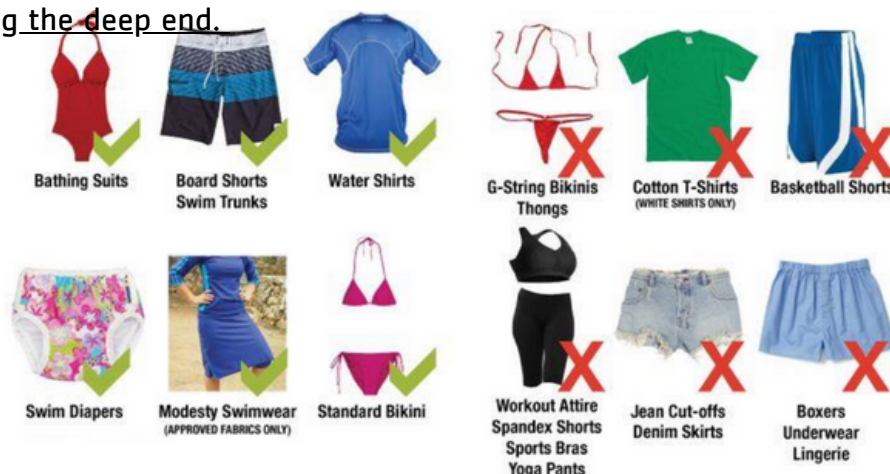 g the deep end.
Bathing Suits
Board Shorts
Swim Trunks
Water Shirts
G-String Bikinis
Thongs
Cotton T-Shirts
(WHITE SHIRTS ONLY)
Basketball Shorts
Swim Diapers
Modesty Swimwear
(APPROVED FABRICS ONLY)
Standard Bikini
Workout Attire
Spandex Shorts
Sports Bras
Yoga Pants
Jean Cut-offs
Denim Skirts
Boxers
Underwear
Lingerie